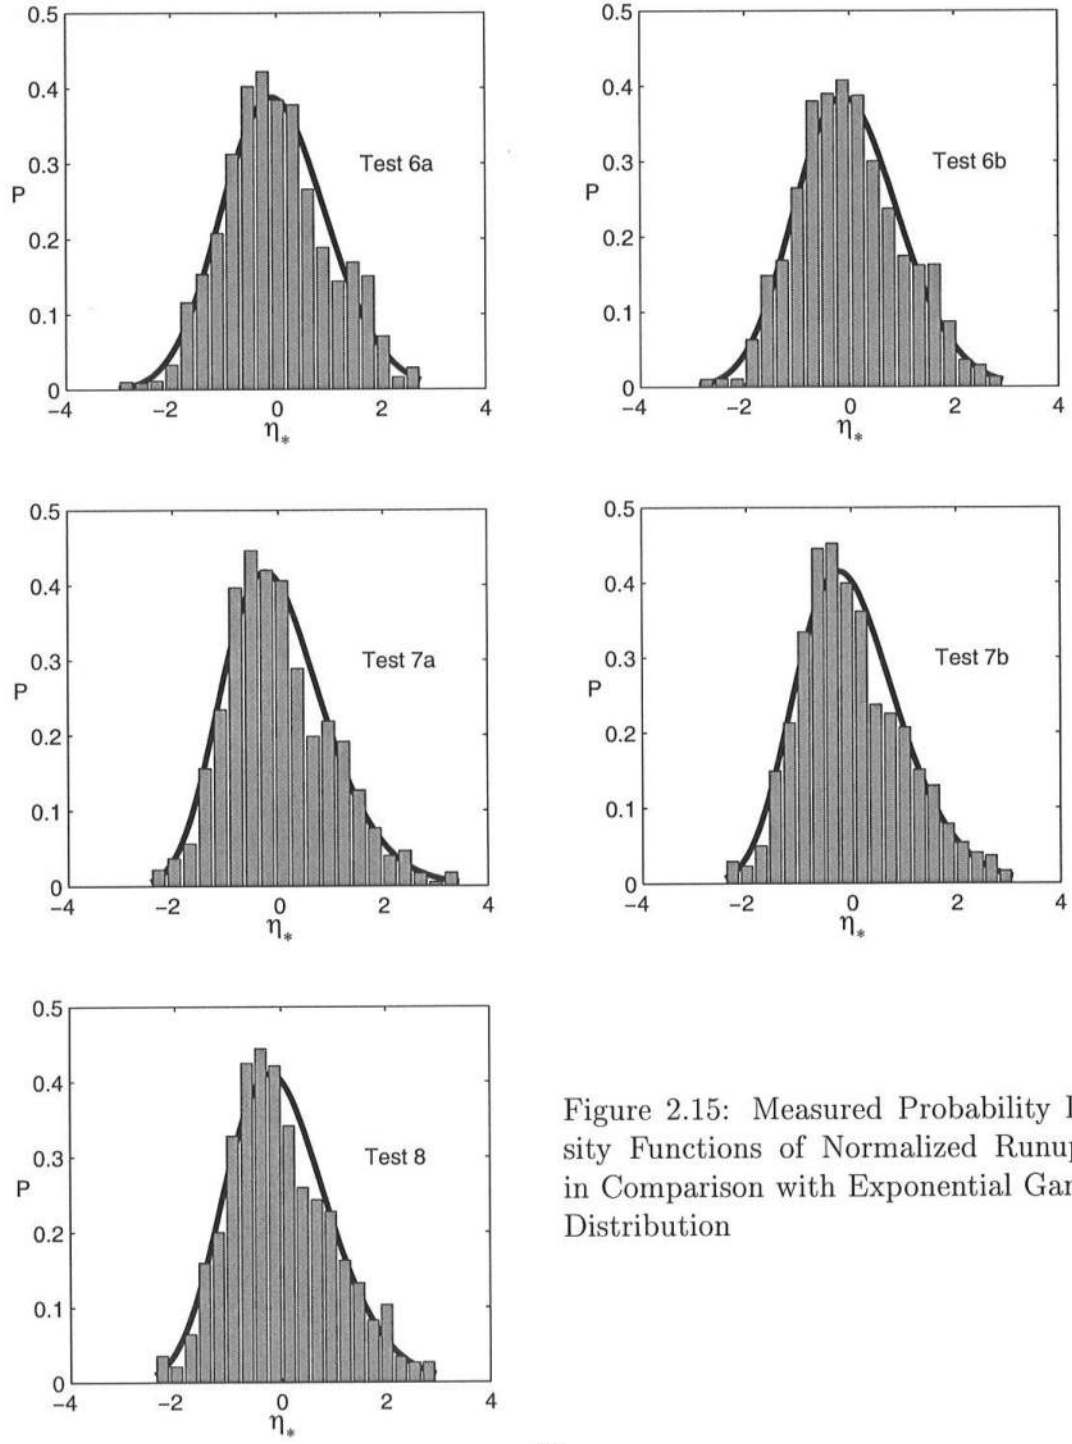 0.5
0.4
0.3
P
0.2
0.1
0
−4 −2 0 2 4
η*
Test 6a
0.5
0.4
0.3
P
0.2
0.1
0
−4 −2 0 2 4
η*
Test 6b
0.5
0.4
0.3
P
0.2
0.1
0
−4 −2 0 2 4
η*
Test 7a
0.5
0.4
0.3
P
0.2
0.1
0
−4 −2 0 2 4
η*
Test 7b
0.5
0.4
0.3
P
0.2
0.1
0
−4 −2 0 2 4
η*
Test 8
Figure 2.15: Measured Probability
sity Functions of Normalized Runup
in Comparison with Exponential
Distribution